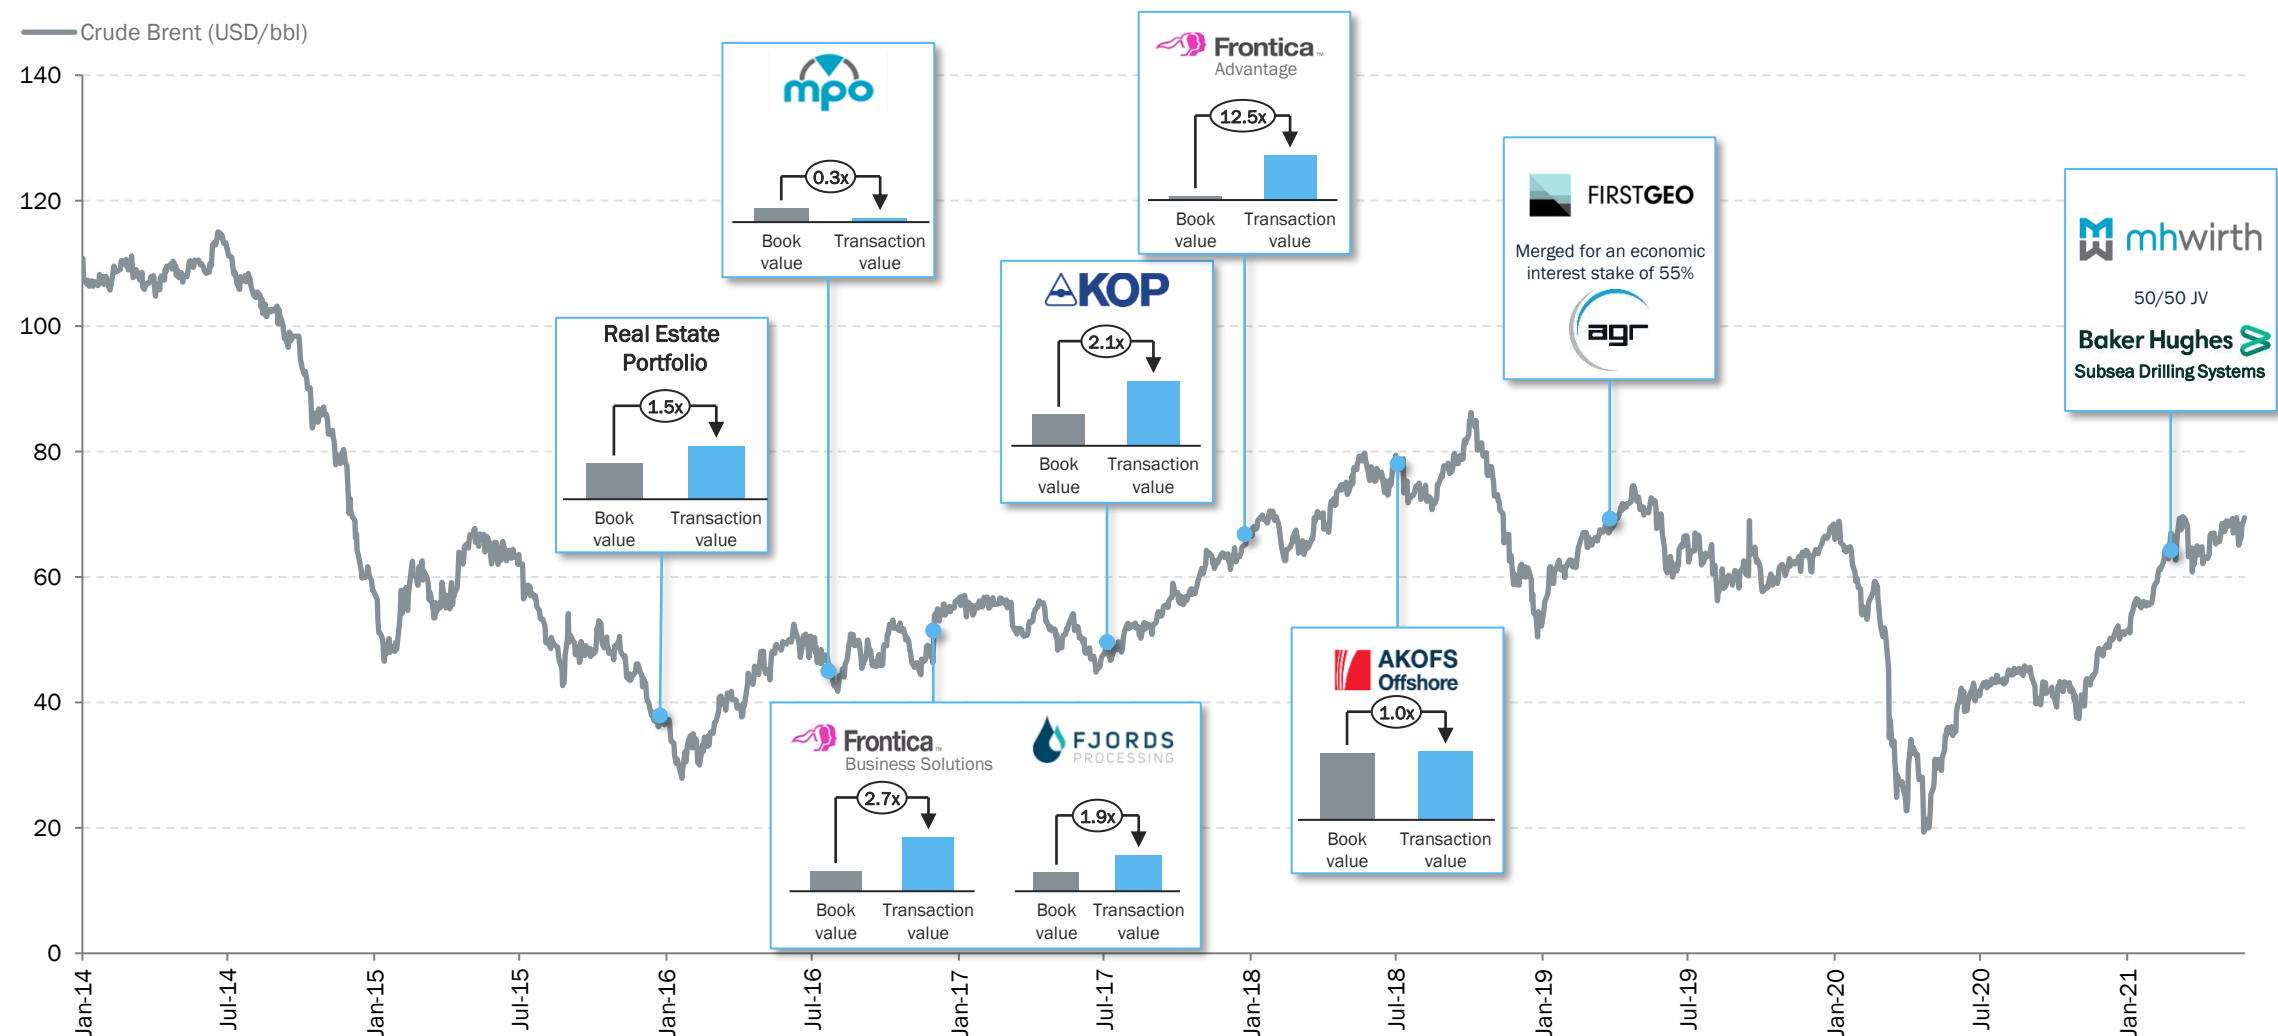 Crude Brent (USD/bbl)
140
120
100
80
60
40
20
0
Jan-14
Jul-14
Jan-15
Jul-15
Jan-16
Jul-16
Jan-17
Jul-17
Jan-18
Jul-18
Jan-19
Jul-19
Jan-20
Jul-20
Jan-21
Real Estate
Portfolio
1.5x
Book
value
Transaction
value
mpo
0.3x
Book
value
Transaction
value
Frontica™
Business Solutions
2.7x
Book
value
Transaction
value
FJORDS
PROCESSING
1.9x
Book
value
Transaction
value
KOP
2.1x
Book
value
Transaction
value
Frontica™
Advantage
12.5x
Book
value
Transaction
value
AKOFS
Offshore
1.0x
Book
value
Transaction
value
FIRSTGEO
Merged for an economic
interest stake of 55%
agr
mhwirth
50/50 JV
Baker Hughes
Subsea Drilling Systems